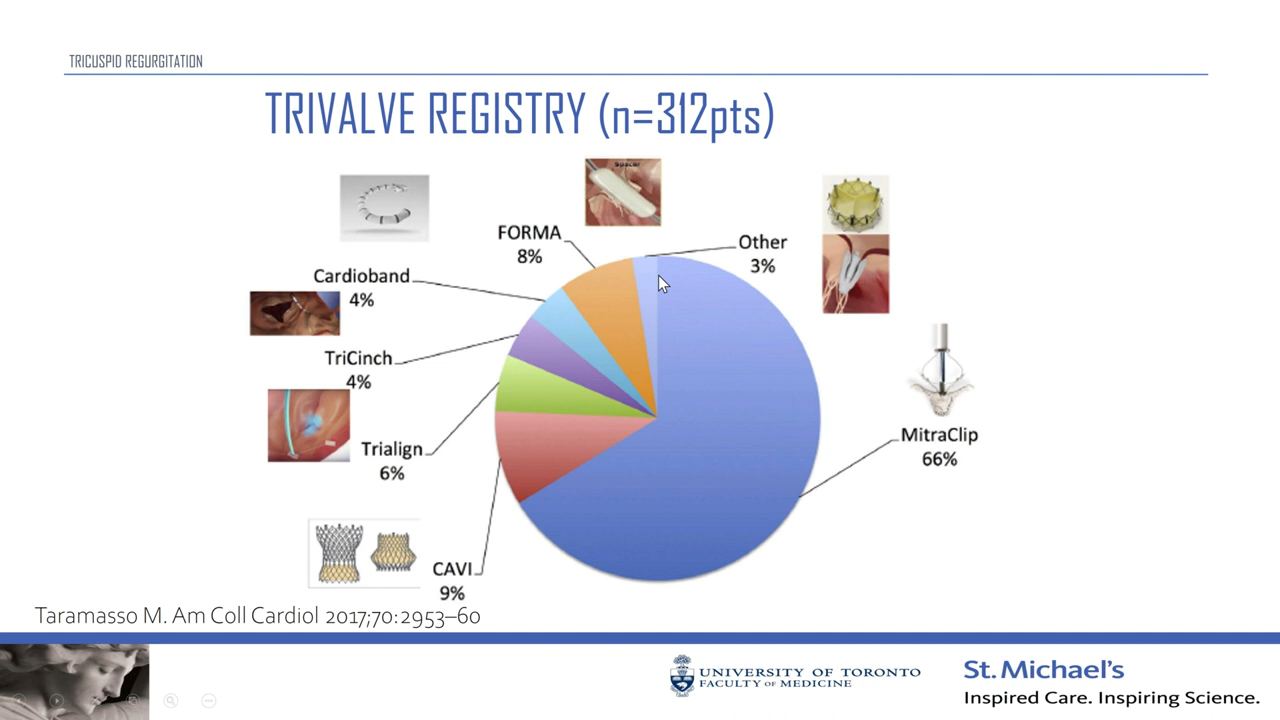 TRICUSPID REGURGITATION
TRIVALVE REGISTRY (n=312pts)
Spacer
FORMA
8%
Other
3%
Cardioband
4%
TriCinch
4%
MitraClip
66%
Trialign
6%
CAVI
9%
Taramasso M. Am Coll Cardiol 2017;70:2953–60
UNIVERSITY OF TORONTO
FACULTY OF MEDICINE
St. Michael's
Inspired Care. Inspiring Science.